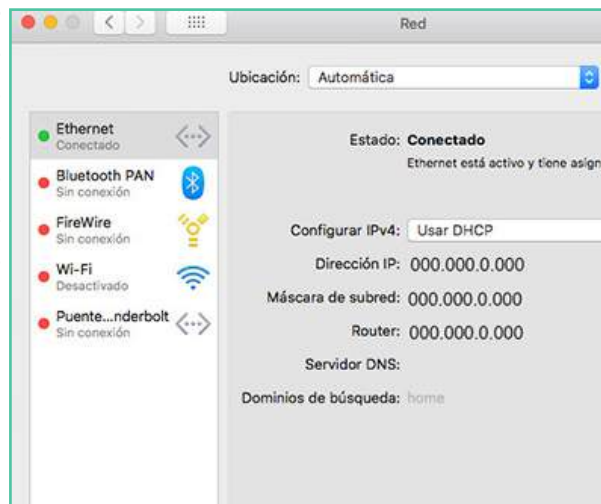 Red
Ubicación: Automática
Ethernet
Conectado
Bluetooth PAN
Sin conexión
FireWire
Sin conexión
Wi-Fi
Desactivado
Puente...nderbolt
Sin conexión
Estado: Conectado
Ethernet está activo y tiene asign
Configurar IPv4: Usar DHCP
Dirección IP: 000.000.0.000
Máscara de subred: 000.000.0.000
Router: 000.000.0.000
Servidor DNS:
Dominios de búsqueda: home